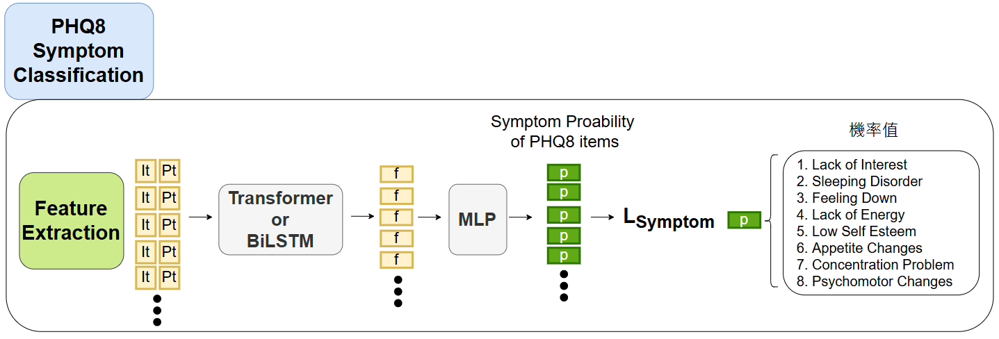 PHQ8
Symptom
Classification
Symptom Proability
of PHQ8 items
機率值
Feature
Extraction
It Pt
It Pt
It Pt
It Pt
It Pt
Transformer
or
BiLSTM
f
f
f
f
f
MLP
p
p
p
p
p
LSymptom
p
1. Lack of Interest
2. Sleeping Disorder
3. Feeling Down
4. Lack of Energy
5. Low Self Esteem
6. Appetite Changes
7. Concentration Problem
8. Psychomotor Changes